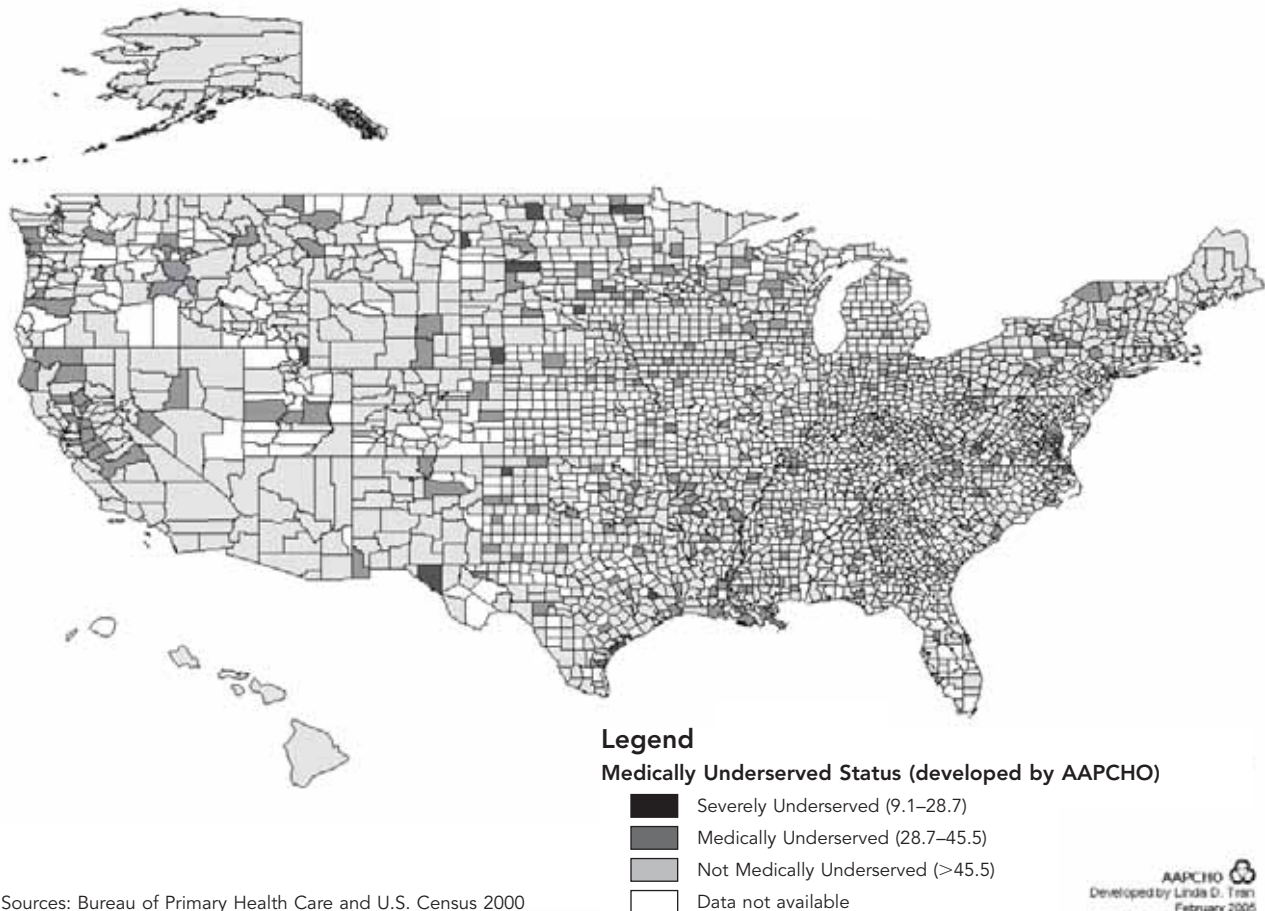 Legend
Medically Underserved Status (developed by AAPCHO)
Severely Underserved (9.1–28.7)
Medically Underserved (28.7–45.5)
Not Medically Underserved (>45.5)
Data not available
Sources: Bureau of Primary Health Care and U.S. Census 2000
AAPCHO
Developed by Linda D. Tran
February 2005